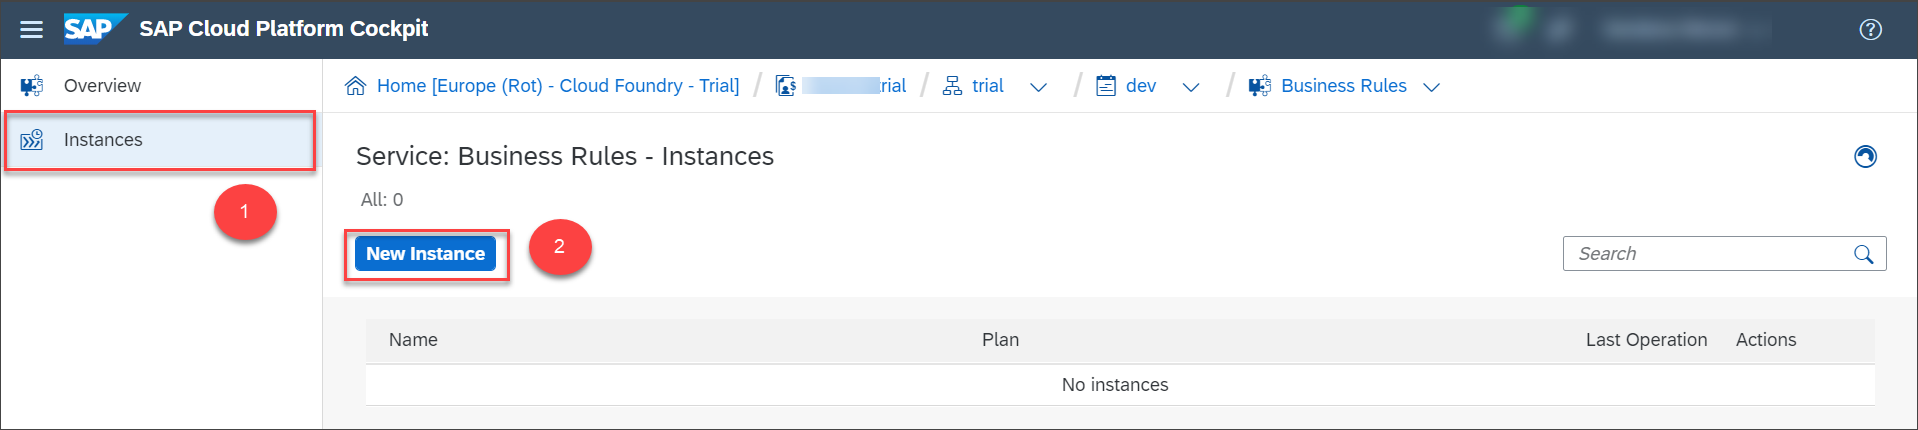 SAP SAP Cloud Platform Cockpit
Overview
Home [Europe (Rot) - Cloud Foundry - Trial] / rial / trial / dev / Business Rules
Instances
1
Service: Business Rules - Instances
All: 0
New Instance
2
Search
Name Plan Last Operation Actions
No instances